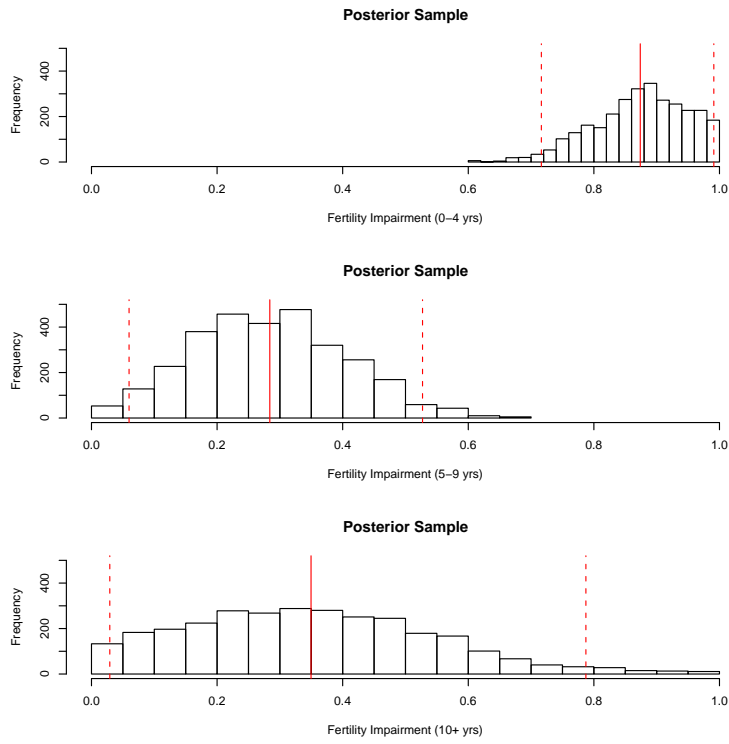 Posterior Sample
Frequency
0 200 400
0.0 0.2 0.4 0.6 0.8 1.0
Fertility Impairment (0−4 yrs)
Posterior Sample
Frequency
0 200 400
0.0 0.2 0.4 0.6 0.8 1.0
Fertility Impairment (5−9 yrs)
Posterior Sample
Frequency
0 200 400
0.0 0.2 0.4 0.6 0.8 1.0
Fertility Impairment (10+ yrs)